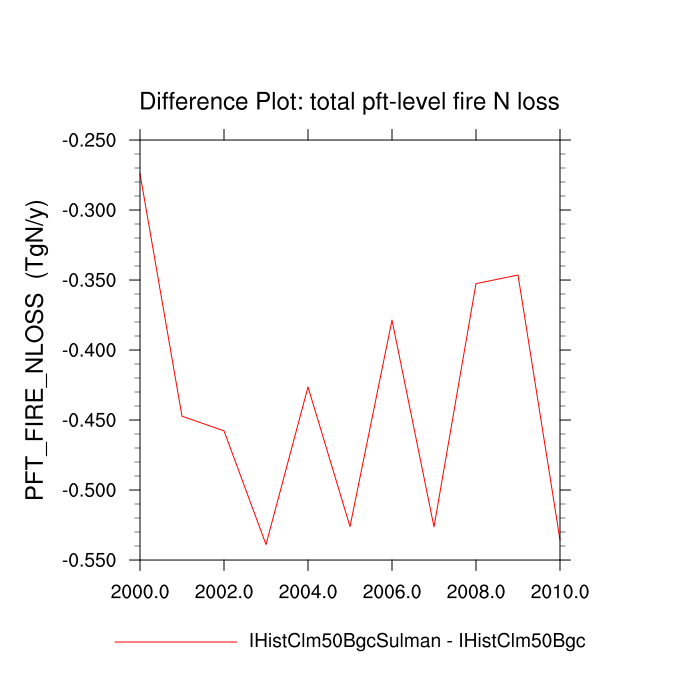 Difference Plot: total pft-level fire N loss
PFT_FIRE_NLOSS (TgN/y)
-0.250
-0.300
-0.350
-0.400
-0.450
-0.500
-0.550
2000.0 2002.0 2004.0 2006.0 2008.0 2010.0
IHistClm50BgcSulman - IHistClm50Bgc